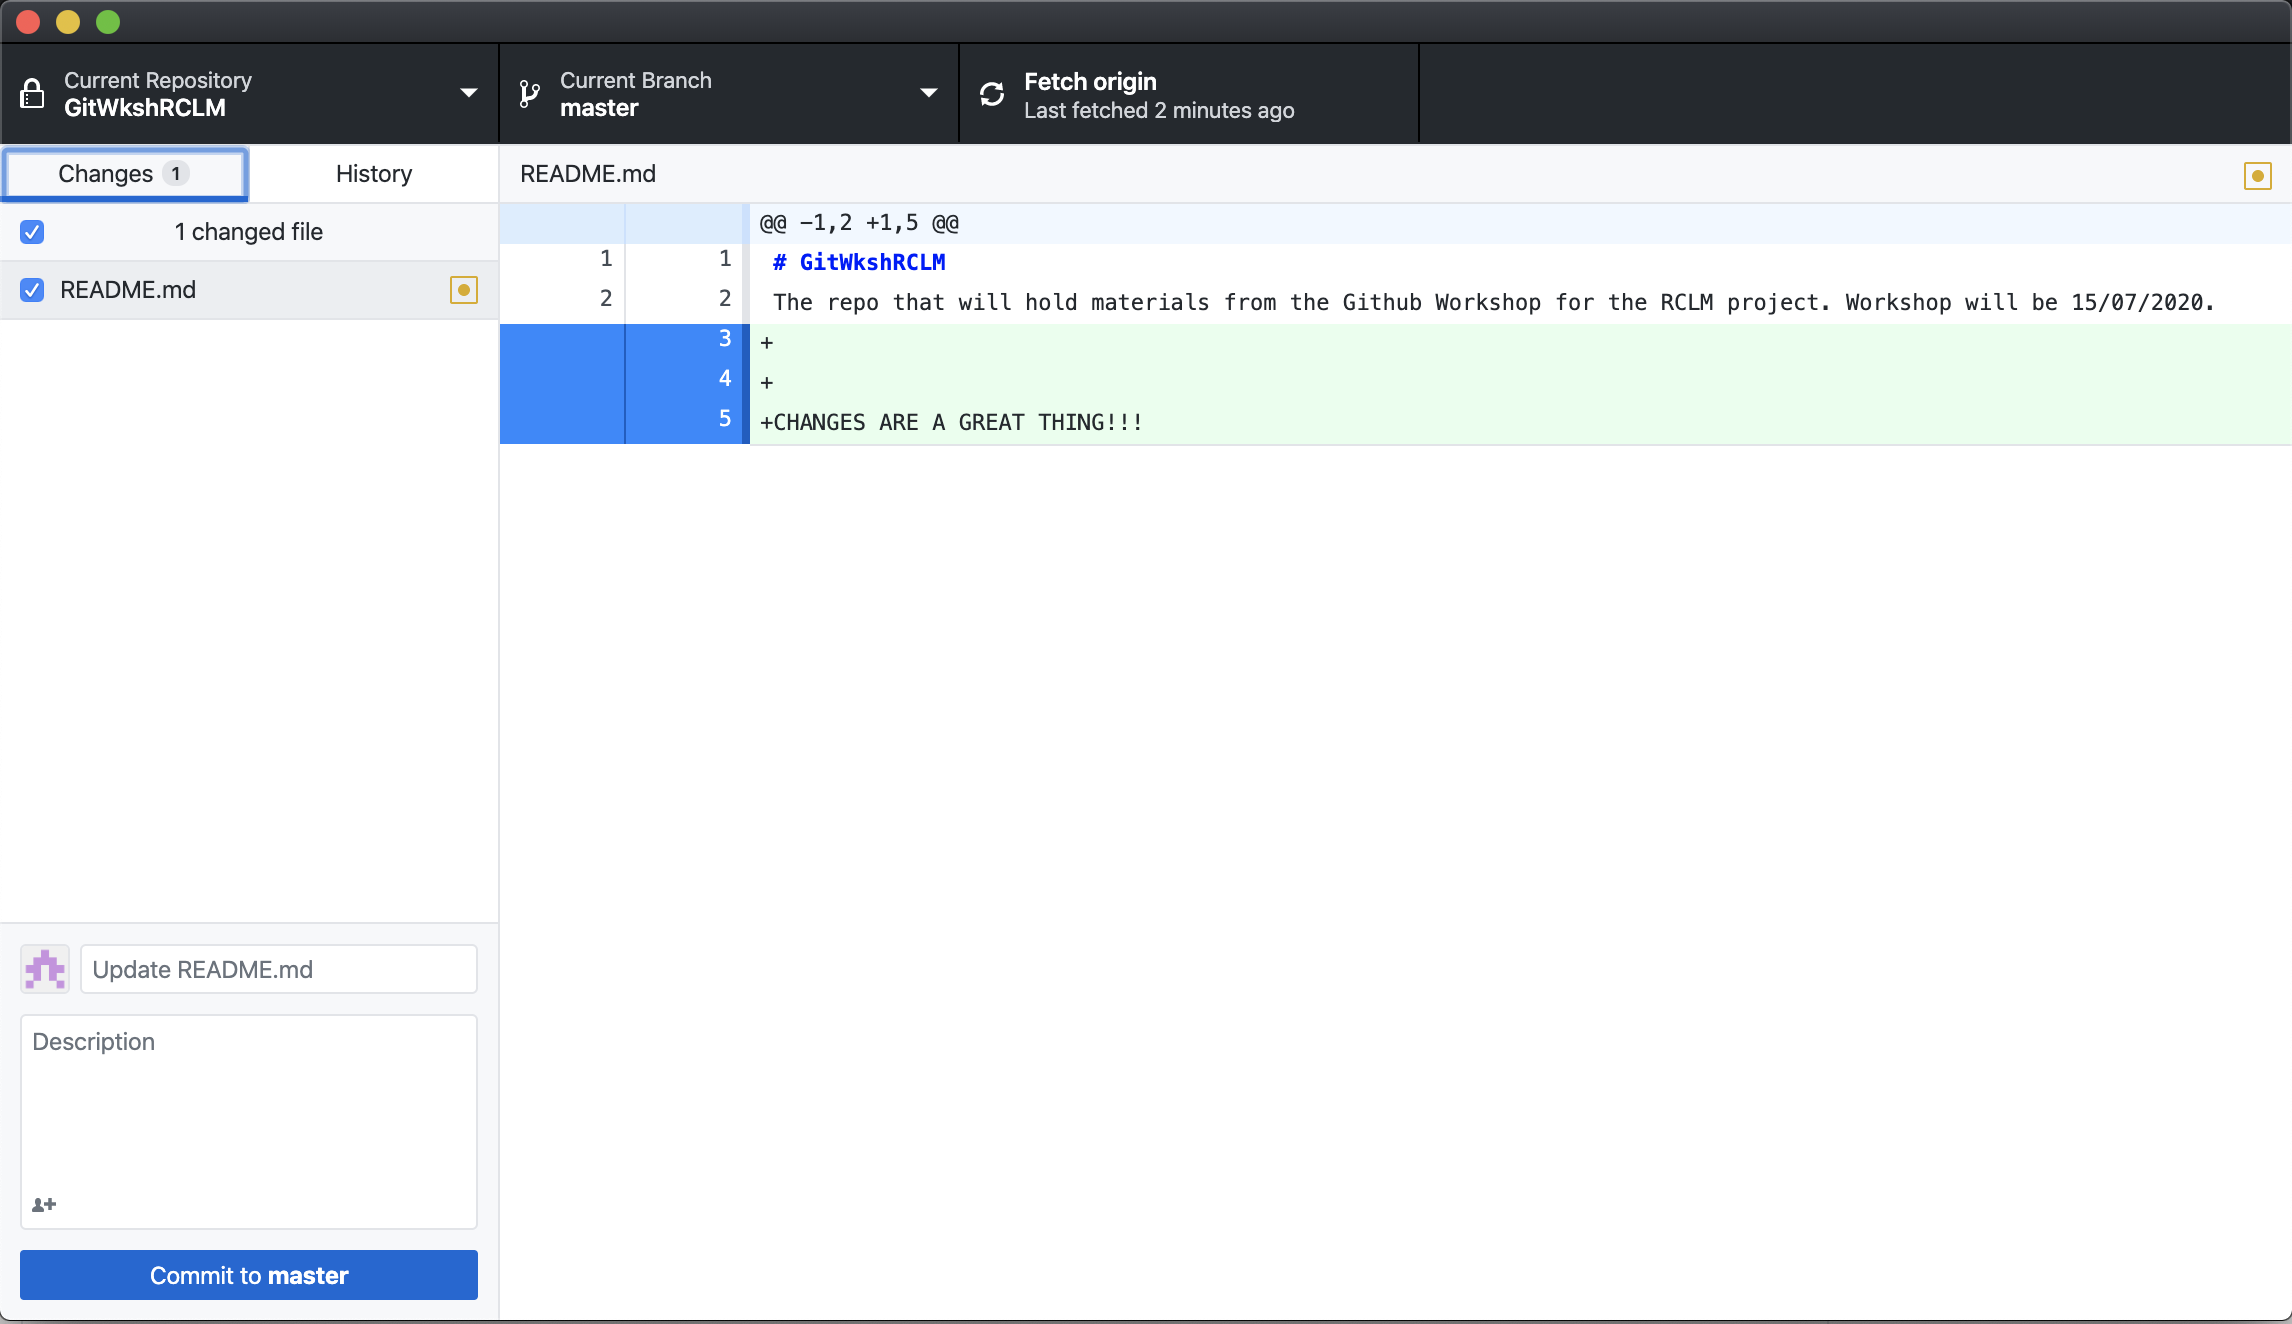 Current Repository
GitWkshRCLM
Current Branch
master
Fetch origin
Last fetched 2 minutes ago
Changes 1
History
README.md
1 changed file
README.md
@@ -1,2 +1,5 @@
1 1 # GitWkshRCLM
2 2 The repo that will hold materials from the Github Workshop for the RCLM project. Workshop will be 15/07/2020.
3 +
4 +
5 +CHANGES ARE A GREAT THING!!!
Update README.md
Description
Commit to master